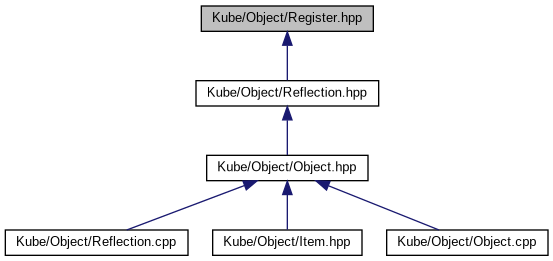 Kube/Object/Register.hpp
Kube/Object/Reflection.hpp
Kube/Object/Object.hpp
Kube/Object/Reflection.cpp
Kube/Object/Item.hpp
Kube/Object/Object.cpp